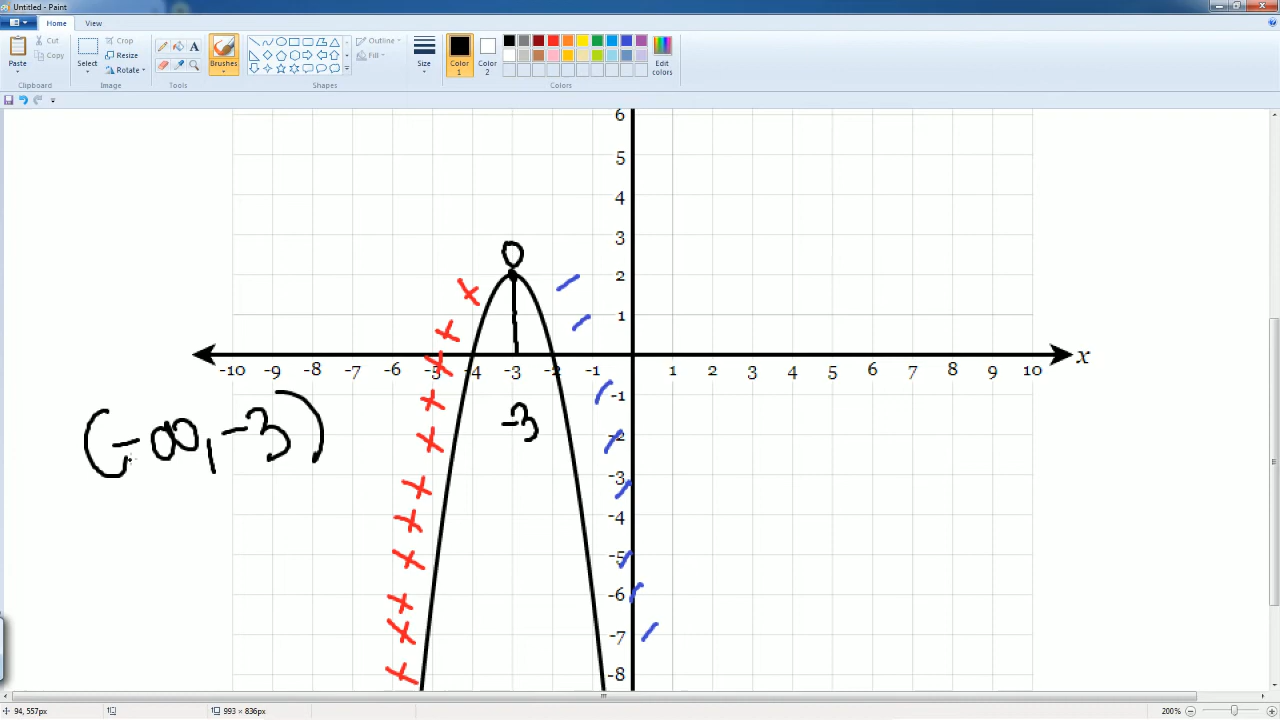 Untitled - Paint
Home
View
Paste
Cut
Copy
Clipboard
Select
Crop
Resize
Rotate
Image
A
Tools
Brushes
Outline
Fill
Shapes
Size
Color 1
Color 2
Edit colors
Colors
6
5
4
3
2
1
0
-10 -9 -8 -7 -6 -5 -4 -3 -2 -1 1 2 3 4 5 6 7 8 9 10 x
-1
-2
-3
-4
-5
-6
-7
-8
(-∞, -3)
-3
+ + + + + + + + + + +
94, 557px
993 × 836px
200%